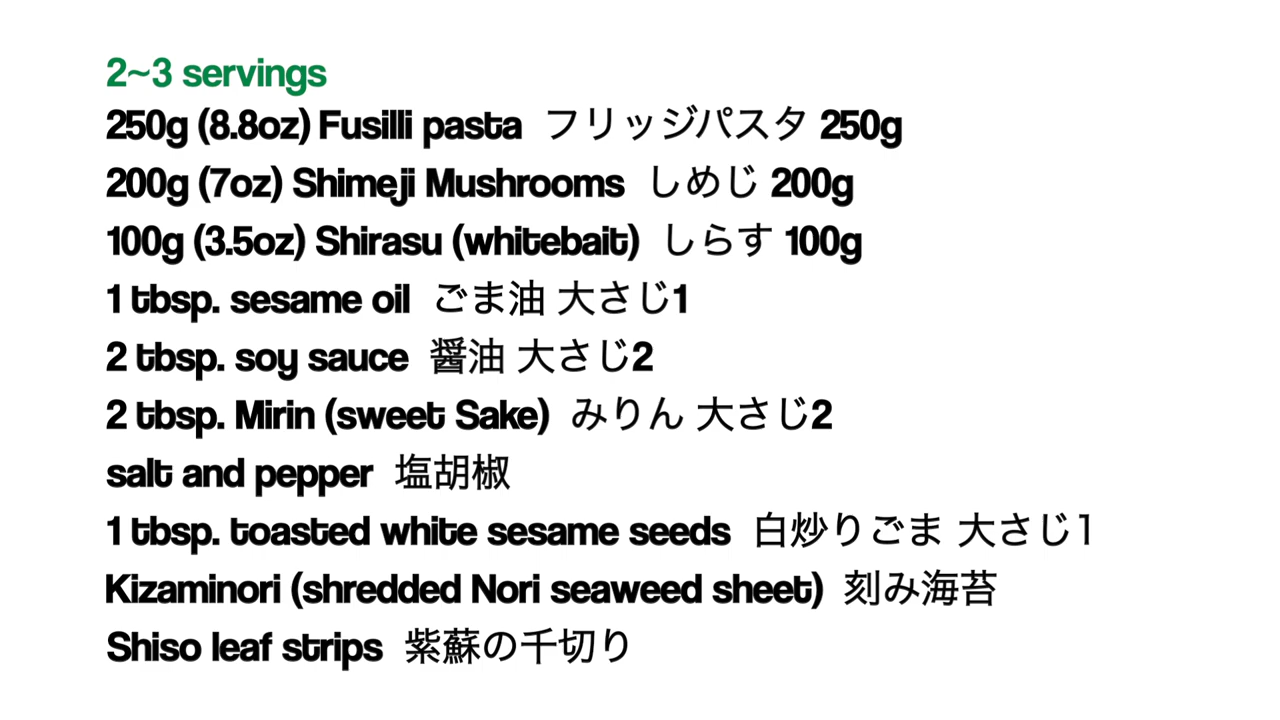 2~3 servings
250g (8.8oz) Fusilli pasta フリッジパスタ 250g
200g (7oz) Shimeji Mushrooms しめじ 200g
100g (3.5oz) Shirasu (whitebait) しらす 100g
1 tbsp. sesame oil ごま油 大さじ1
2 tbsp. soy sauce 醤油 大さじ2
2 tbsp. Mirin (sweet Sake) みりん 大さじ2
salt and pepper 塩胡椒
1 tbsp. toasted white sesame seeds 白炒りごま 大さじ1
Kizaminori (shredded Nori seaweed sheet) 刻み海苔
Shiso leaf strips 紫蘇の千切り